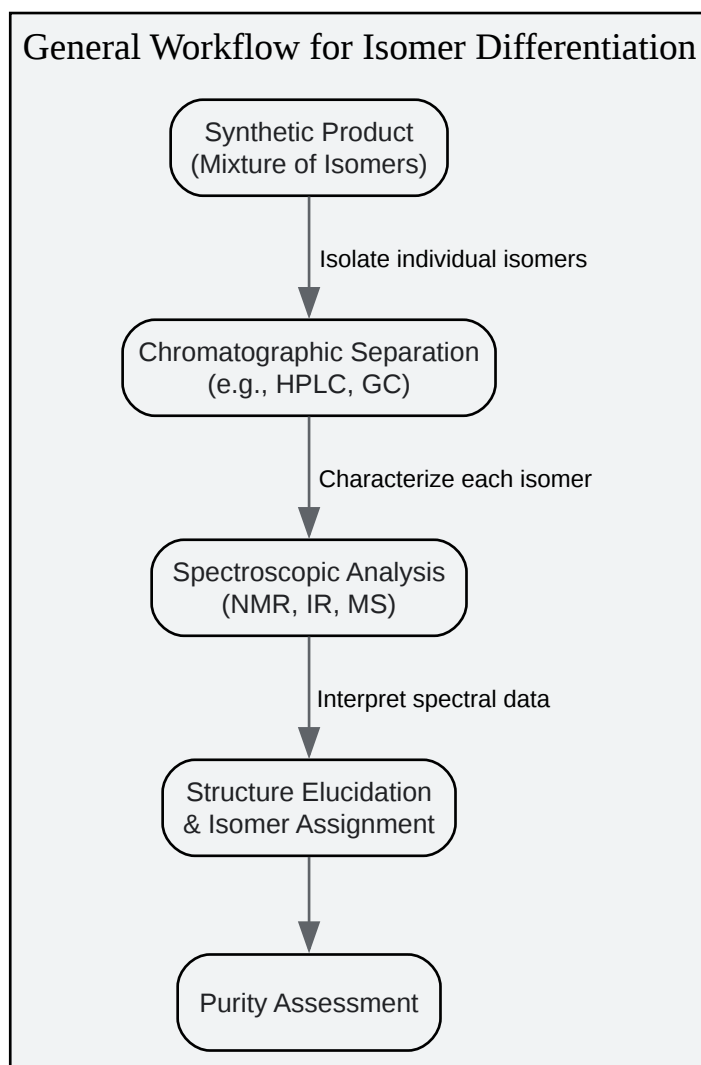 General Workflow for Isomer Differentiation
Synthetic Product
(Mixture of Isomers)
Isolate individual isomers
Chromatographic Separation
(e.g., HPLC, GC)
Characterize each isomer
Spectroscopic Analysis
(NMR, IR, MS)
Interpret spectral data
Structure Elucidation
& Isomer Assignment
Purity Assessment